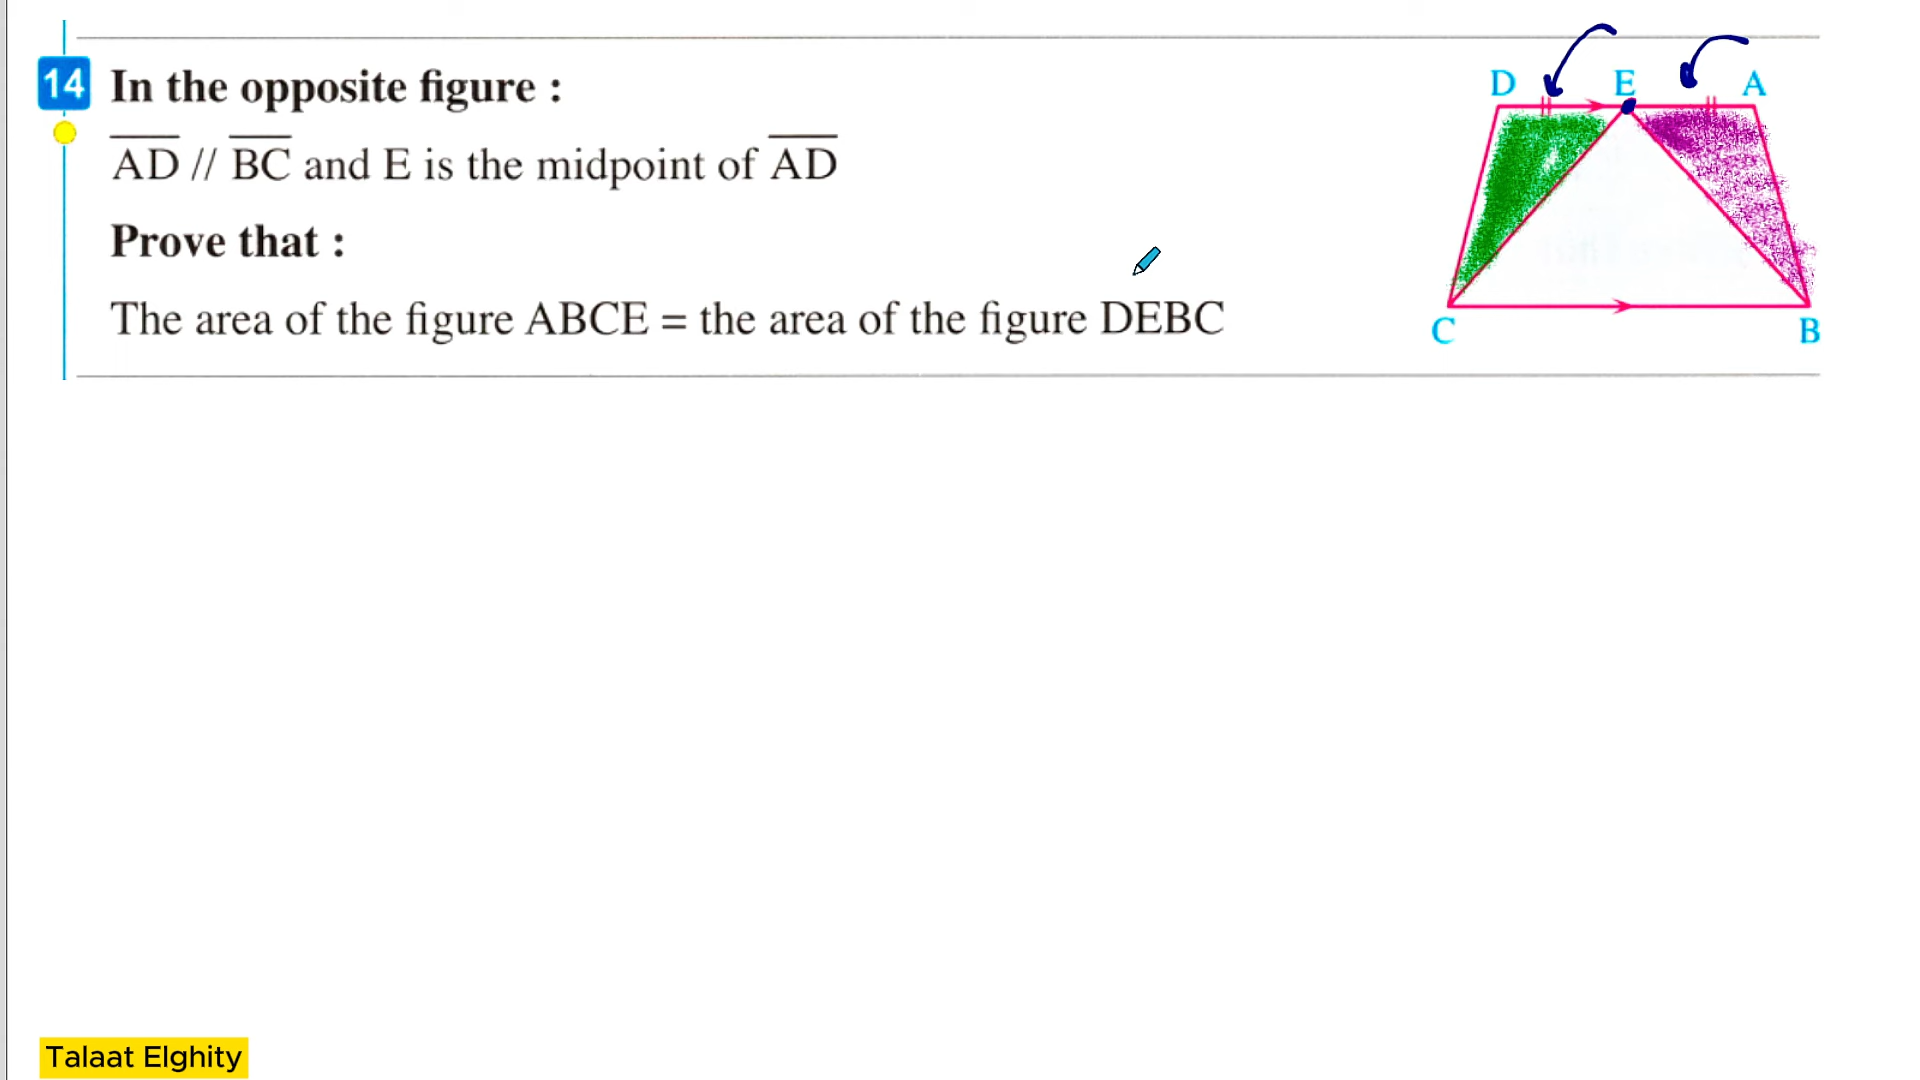 14 In the opposite figure :
AD // BC and E is the midpoint of AD
Prove that :
The area of the figure ABCE = the area of the figure DEBC
D E A
C B
Talaat Elghity